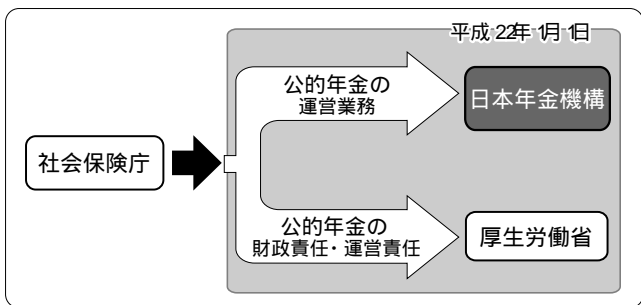 平成22年1月1日
公的年金の
運営業務
日本年金機構
社会保険庁
公的年金の
財政責任・運営責任
厚生労働省